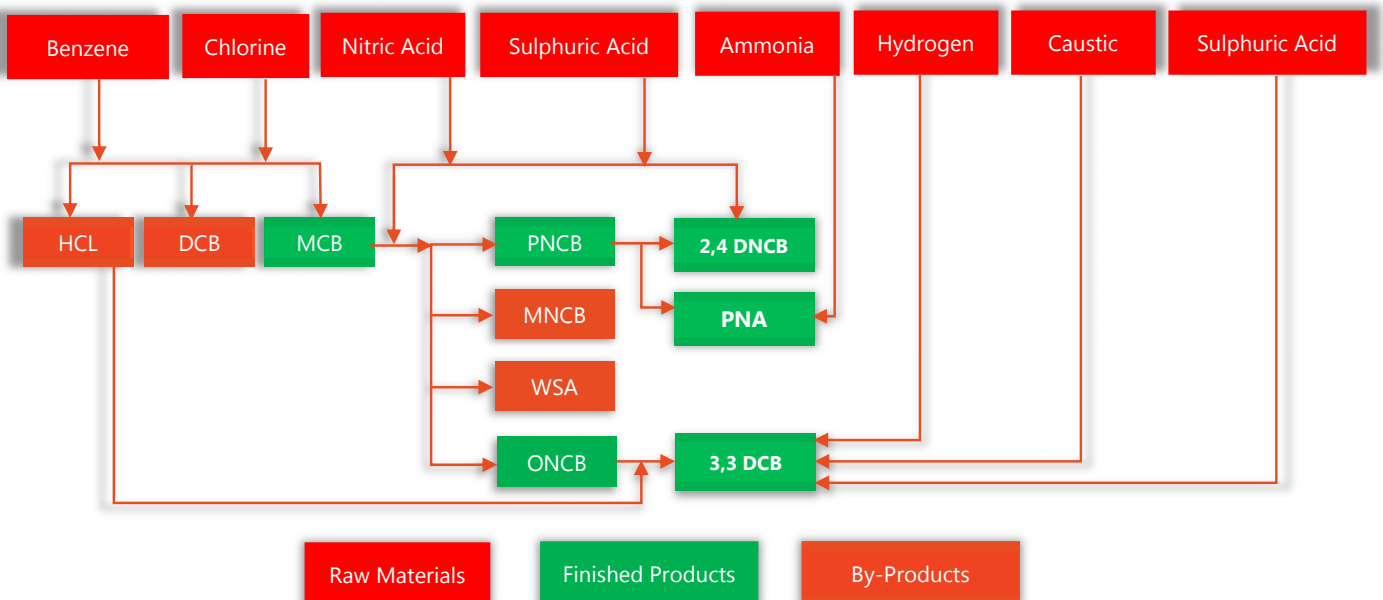 Benzene
Chlorine
Nitric Acid
Sulphuric Acid
Ammonia
Hydrogen
Caustic
Sulphuric Acid
HCL
DCB
MCB
PNCB
2,4 DNCB
MNCB
PNA
WSA
ONCB
3,3 DCB
Raw Materials
Finished Products
By-Products